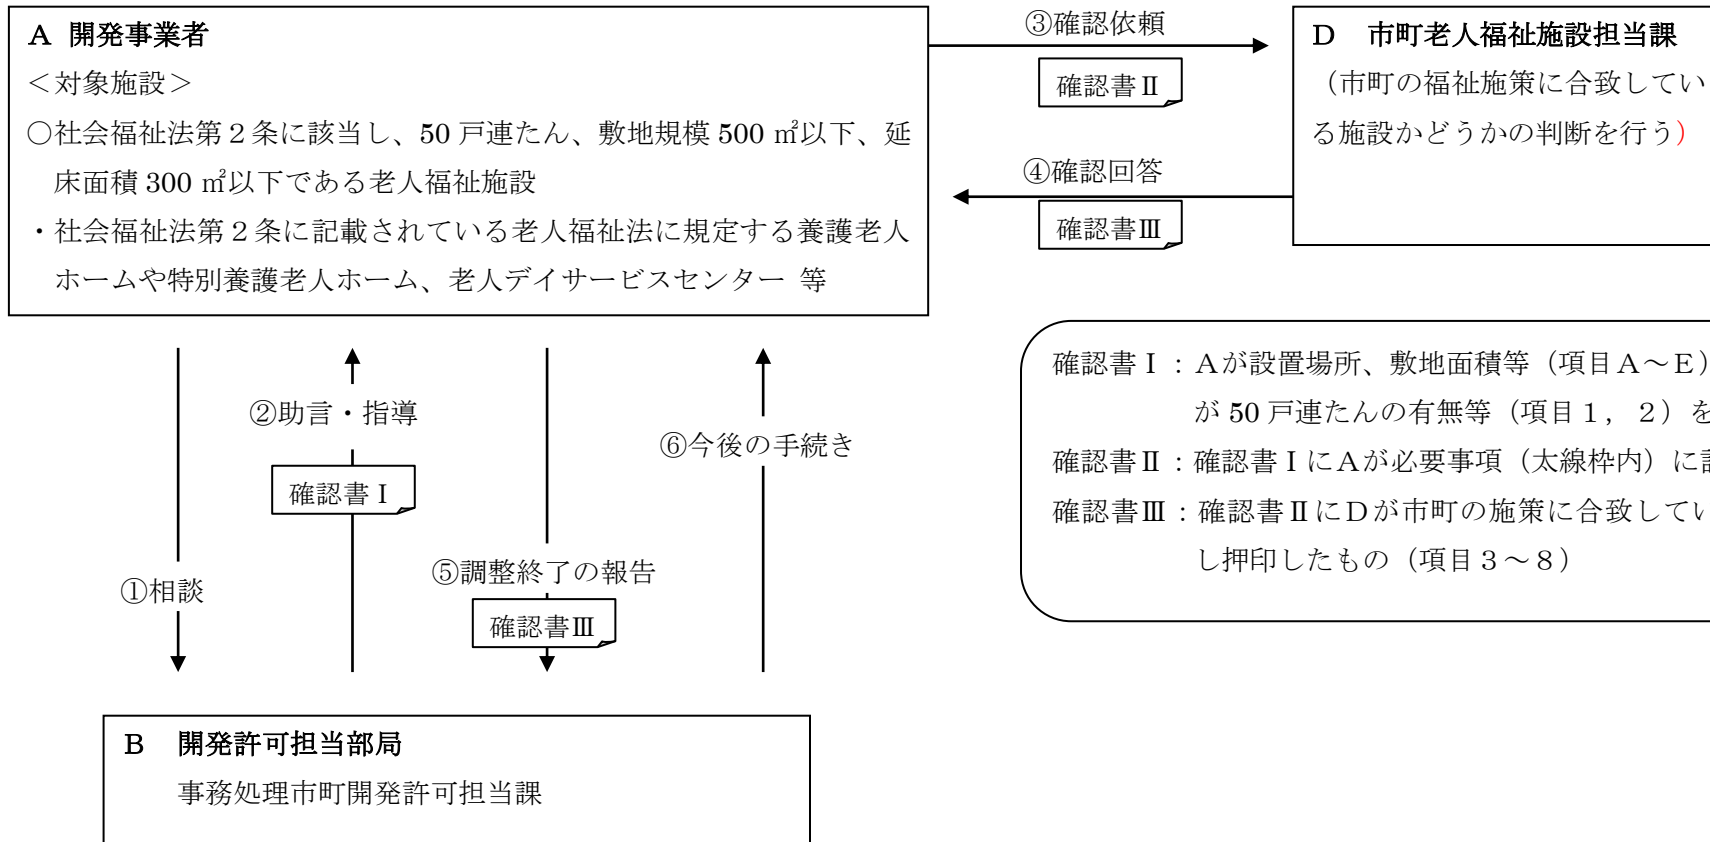 A 開発事業者
＜対象施設＞
○社会福祉法第２条に該当し、50 戸連たん、敷地規模 500 ㎡以下、延
床面積 300 ㎡以下である老人福祉施設
・社会福祉法第２条に記載されている老人福祉法に規定する養護老人
ホームや特別養護老人ホーム、老人デイサービスセンター 等
③確認依頼
確認書Ⅱ
④確認回答
確認書Ⅲ
D 市町老人福祉施設担当課
（市町の福祉施策に合致してい
る施設かどうかの判断を行う）
①相談
②助言・指導
確認書Ⅰ
⑤調整終了の報告
確認書Ⅲ
⑥今後の手続き
確認書Ⅰ：Aが設置場所、敷地面積等（項目A～E）
が 50 戸連たんの有無等（項目１，２）を
確認書Ⅱ：確認書ⅠにAが必要事項（太線枠内）に
確認書Ⅲ：確認書ⅡにDが市町の施策に合致してい
し押印したもの（項目３～８）
B 開発許可担当部局
事務処理市町開発許可担当課